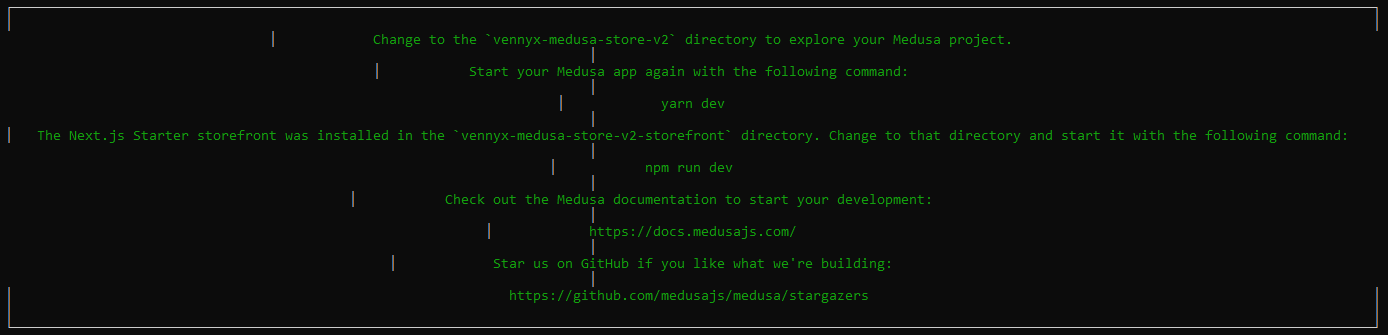 Change to the `vennyx-medusa-store-v2` directory to explore your Medusa project.
Start your Medusa app again with the following command:
yarn dev
The Next.js Starter storefront was installed in the `vennyx-medusa-store-v2-storefront` directory. Change to that directory and start it with the following command:
npm run dev
Check out the Medusa documentation to start your development:
https://docs.medusajs.com/
Star us on GitHub if you like what we're building:
https://github.com/medusajs/medusa/stargazers